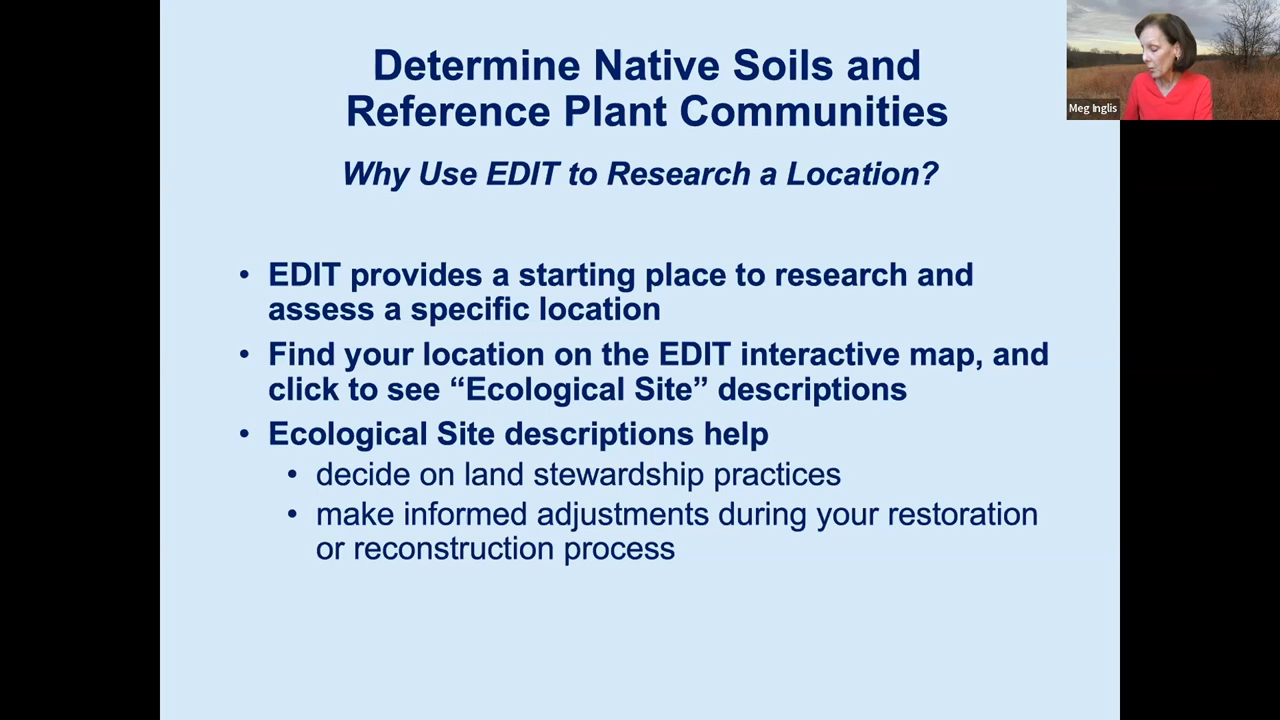 Determine Native Soils and
Reference Plant Communities
Why Use EDIT to Research a Location?
• EDIT provides a starting place to research and
assess a specific location
• Find your location on the EDIT interactive map, and
click to see “Ecological Site” descriptions
• Ecological Site descriptions help
• decide on land stewardship practices
• make informed adjustments during your restoration
or reconstruction process
Meg Inglis